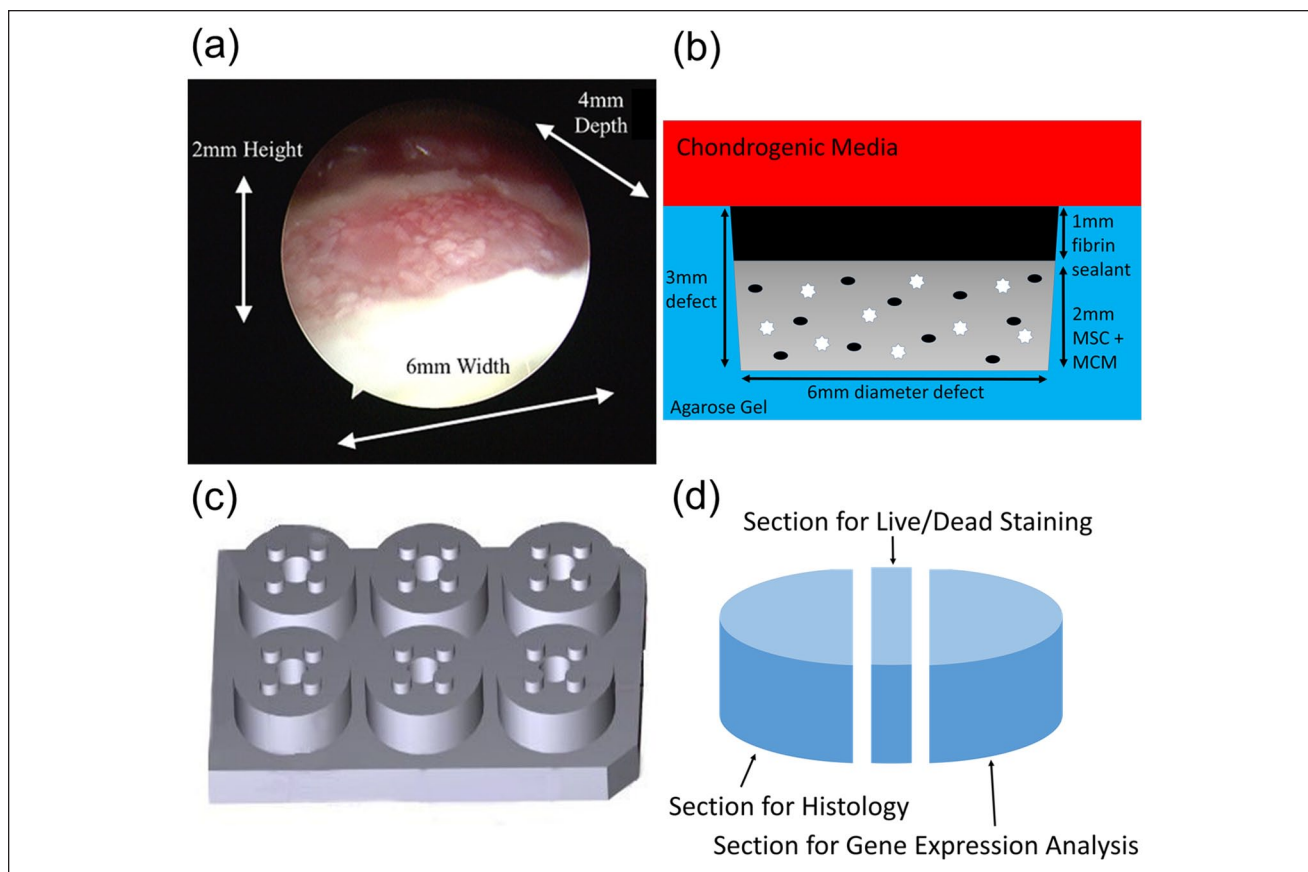 (a)
4mm
Depth
2mm Height
6mm Width
(b)
Chondrogenic Media
1mm
fibrin
sealant
3mm
defect
2mm
MSC +
MCM
6mm diameter defect
Agarose Gel
(c)
(d)
Section for Live/Dead Staining
Section for Histology
Section for Gene Expression Analysis